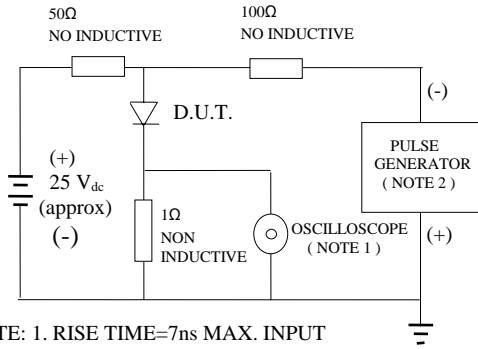 50Ω
NO INDUCTIVE
100Ω
NO INDUCTIVE
D.U.T.
(-)
PULSE
GENERATOR
( NOTE 2 )
(+)
(+)
25 Vdc
(approx)
(-)
1Ω
NON
INDUCTIVE
OSCILLOSCOPE
( NOTE 1 )
TE: 1. RISE TIME=7ns MAX. INPUT